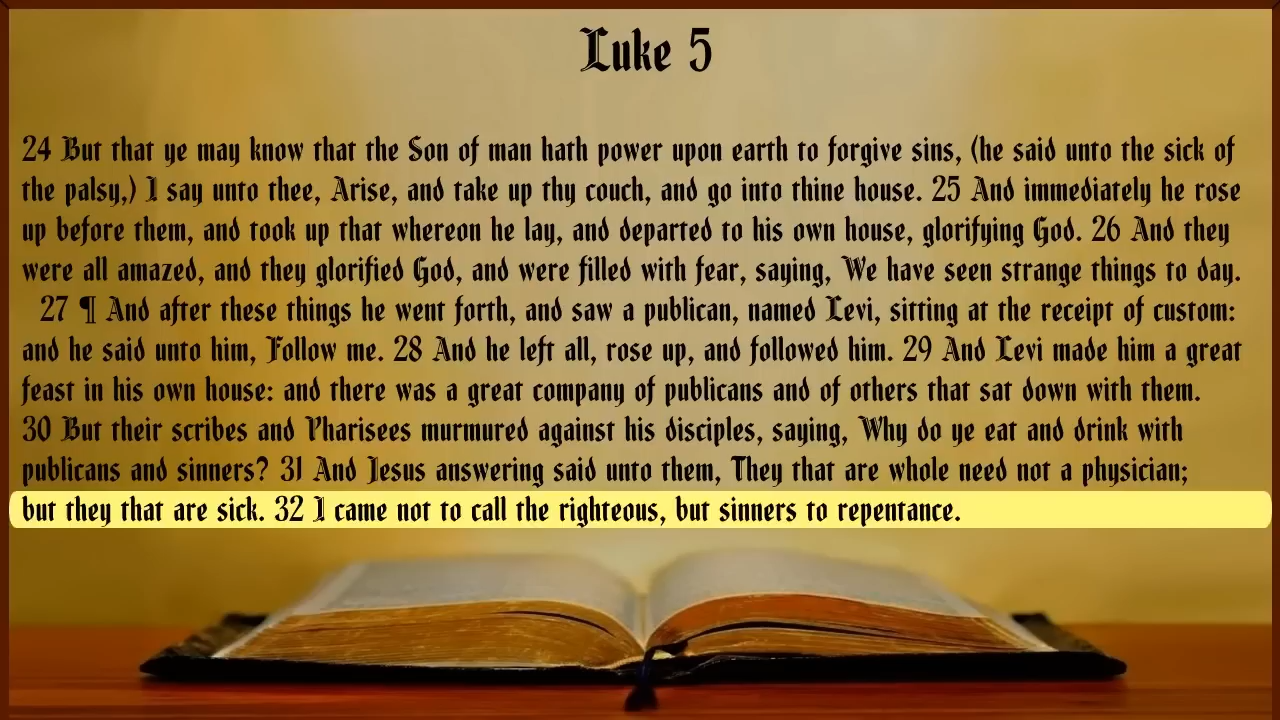 Luke 5
24 But that ye may know that the Son of man hath power upon earth to forgive sins, (he said unto the sick of
the palsy,) I say unto thee, Arise, and take up thy couch, and go into thine house. 25 And immediately he rose
up before them, and took up that whereon he lay, and departed to his own house, glorifying God. 26 And they
were all amazed, and they glorified God, and were filled with fear, saying, We have seen strange things to day.
27 ¶ And after these things he went forth, and saw a publican, named Levi, sitting at the receipt of custom:
and he said unto him, Follow me. 28 And he left all, rose up, and followed him. 29 And Levi made him a great
feast in his own house: and there was a great company of publicans and of others that sat down with them.
30 But their scribes and Pharisees murmured against his disciples, saying, Why do ye eat and drink with
publicans and sinners? 31 And Jesus answering said unto them, They that are whole need not a physician;
but they that are sick. 32 I came not to call the righteous, but sinners to repentance.